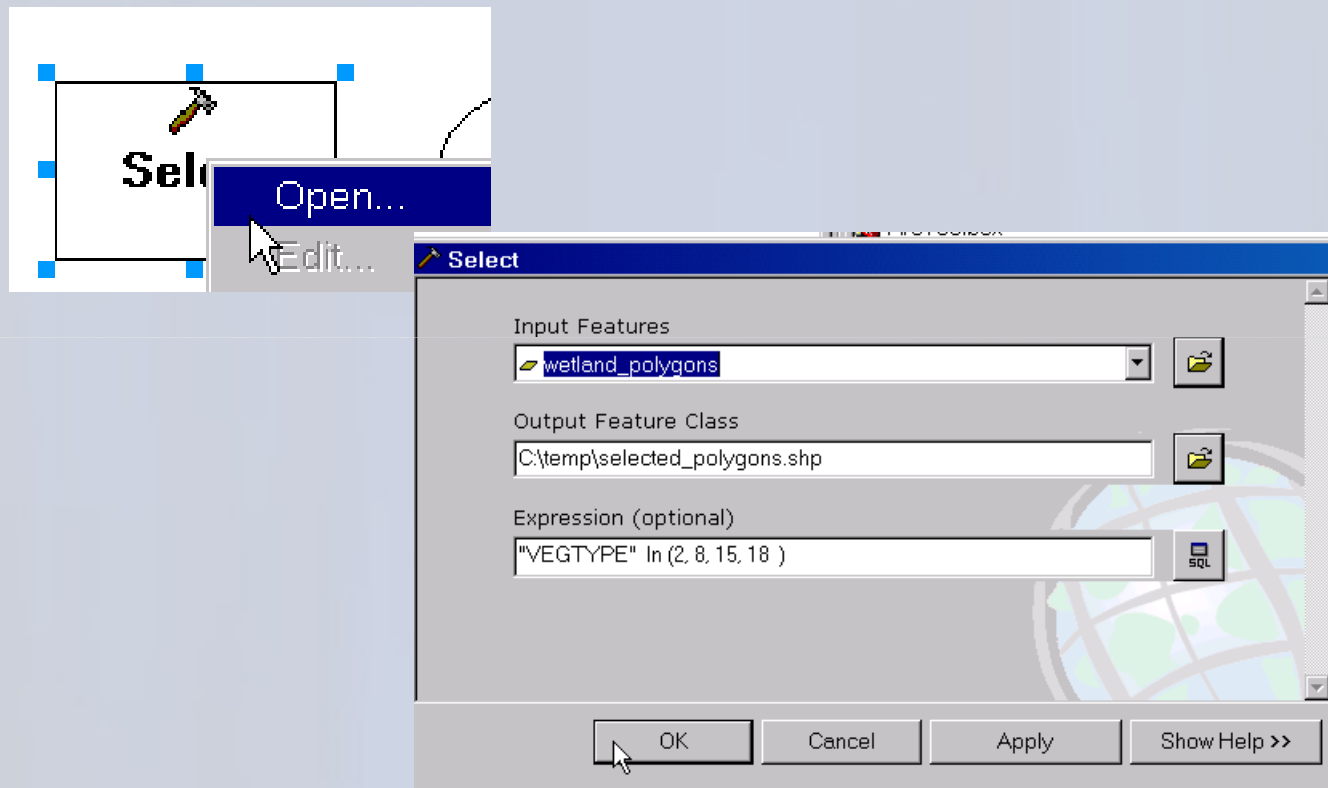 Open...
Edit...
Select
Input Features
wetland_polygons
Output Feature Class
C:\temp\selected_polygons.shp
Expression (optional)
"VEGTYPE" In (2, 8, 15, 18 )
SQL
OK
Cancel
Apply
Show Help >>